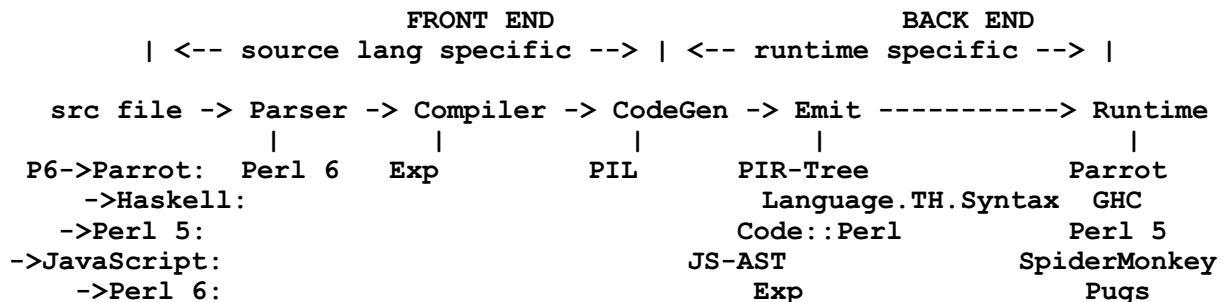 FRONT END BACK END
| <-- source lang specific --> | <-- runtime specific --> |
src file -> Parser -> Compiler -> CodeGen -> Emit -----------> Runtime
| | | | |
P6->Parrot: Perl 6 Exp PIL PIR-Tree Parrot
->Haskell: Language.TH.Syntax GHC
->Perl 5: Code::Perl Perl 5
->JavaScript: JS-AST SpiderMonkey
->Perl 6: Exp Pugs